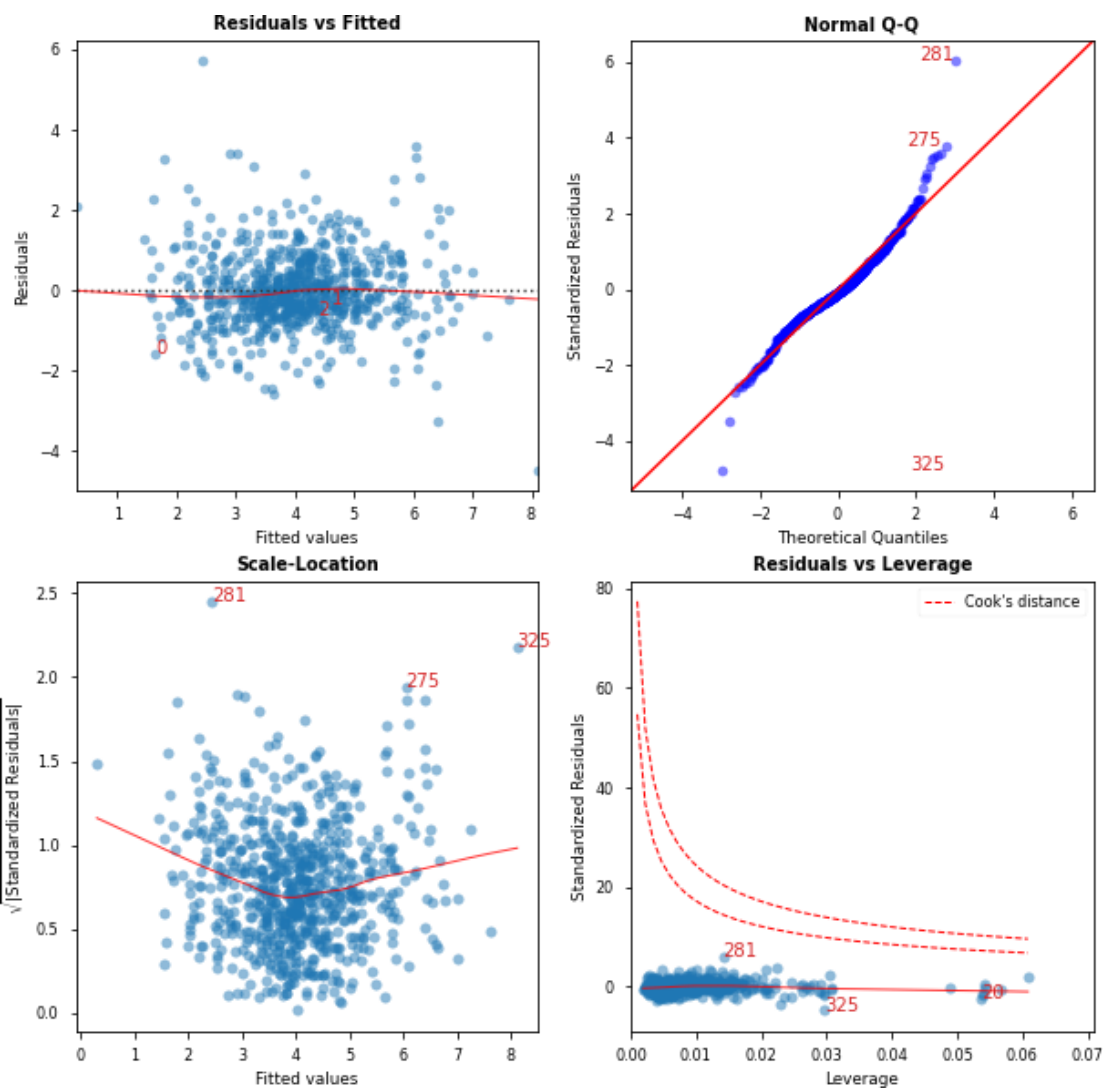 Residuals vs Fitted
6
4
2
0
−2
−4
Residuals
0
2
1
1 2 3 4 5 6 7 8
Fitted values
Normal Q-Q
6
4
2
0
−2
−4
Standardized Residuals
281
275
325
−4 −2 0 2 4 6
Theoretical Quantiles
Scale-Location
2.5
2.0
1.5
1.0
0.5
0.0
√|Standardized Residuals|
281
325
275
0 1 2 3 4 5 6 7 8
Fitted values
Residuals vs Leverage
80
60
40
20
0
Standardized Residuals
Cook's distance
281
20
325
0.00 0.01 0.02 0.03 0.04 0.05 0.06 0.07
Leverage